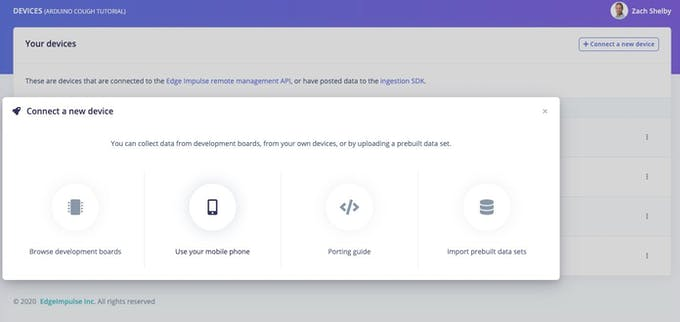 DEVICES (ARDUINO COUGH TUTORIAL)
Zach Shelby
Your devices
+ Connect a new device
These are devices that are connected to the Edge Impulse remote management API, or have posted data to the ingestion SDK.
Connect a new device
×
You can collect data from development boards, from your own devices, or by uploading a prebuilt data set.
Browse development boards
Use your mobile phone
Porting guide
Import prebuilt data sets
© 2020 EdgeImpulse Inc. All rights reserved